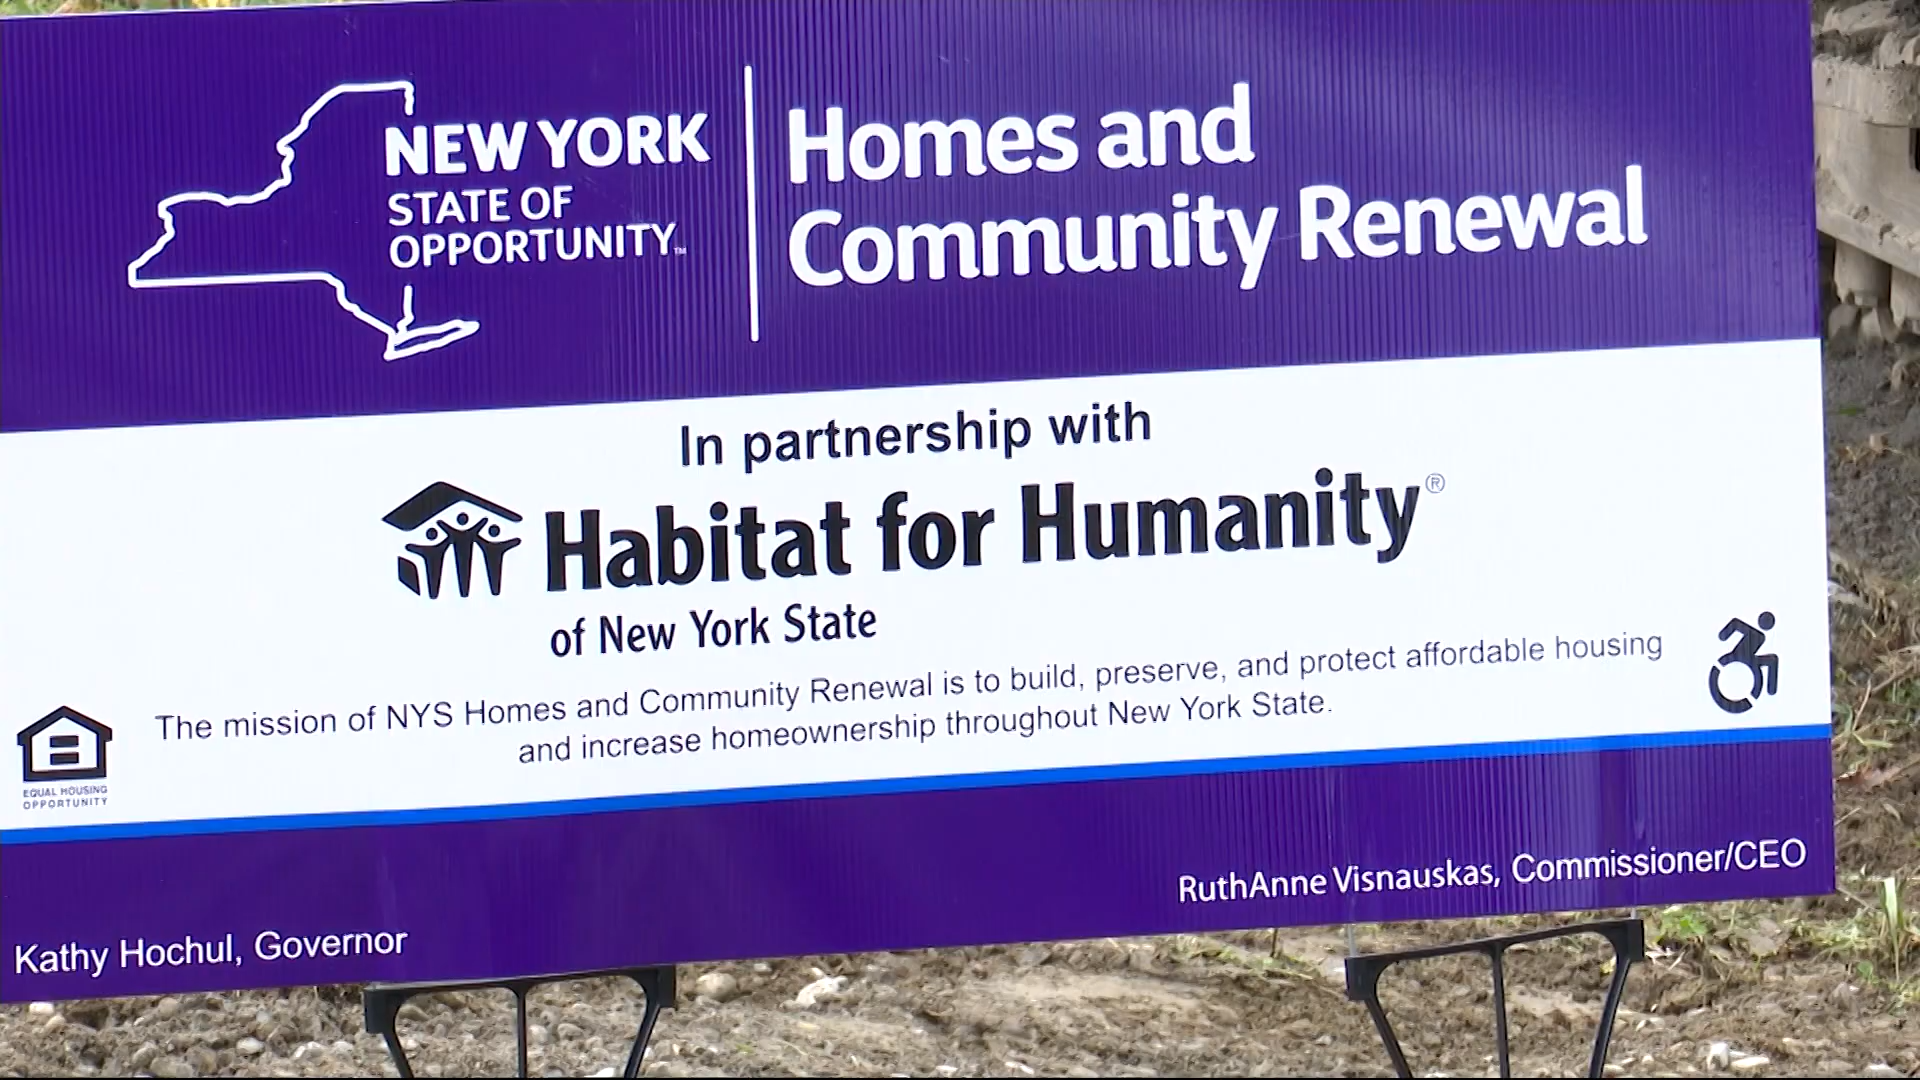 NEW YORK
STATE OF
OPPORTUNITY™
Homes and
Community Renewal
In partnership with
Habitat for Humanity®
of New York State
The mission of NYS Homes and Community Renewal is to build, preserve, and protect affordable housing
and increase homeownership throughout New York State.
EQUAL HOUSING
OPPORTUNITY
Kathy Hochul, Governor
RuthAnne Visnauskas, Commissioner/CEO